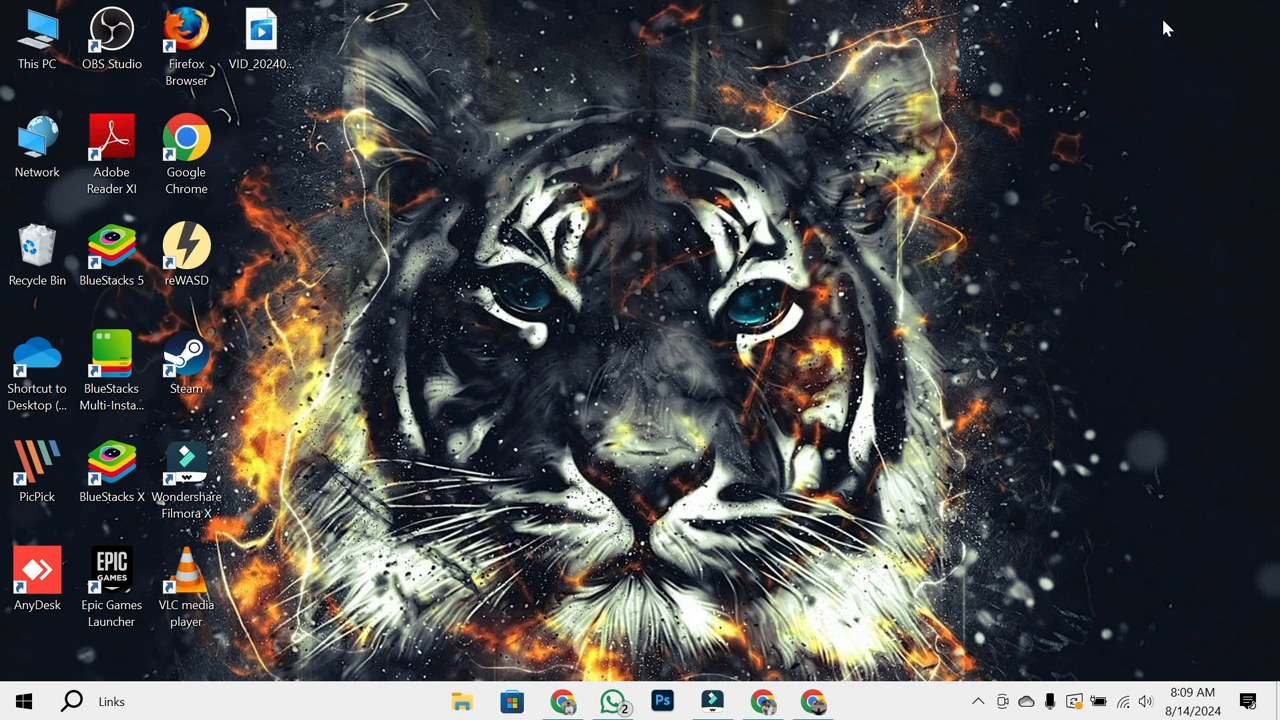 This PC
OBS Studio
Firefox
Browser
VID_20240...
Network
Adobe
Reader XI
Google
Chrome
Recycle Bin
BlueStacks 5
reWASD
Shortcut to
Desktop (...
BlueStacks
Multi-Insta...
Steam
PicPick
BlueStacks X
Wondershare
Filmora X
AnyDesk
EPIC
GAMES
Epic Games
Launcher
VLC media
player
Links
2
Ps
8:09 AM
8/14/2024